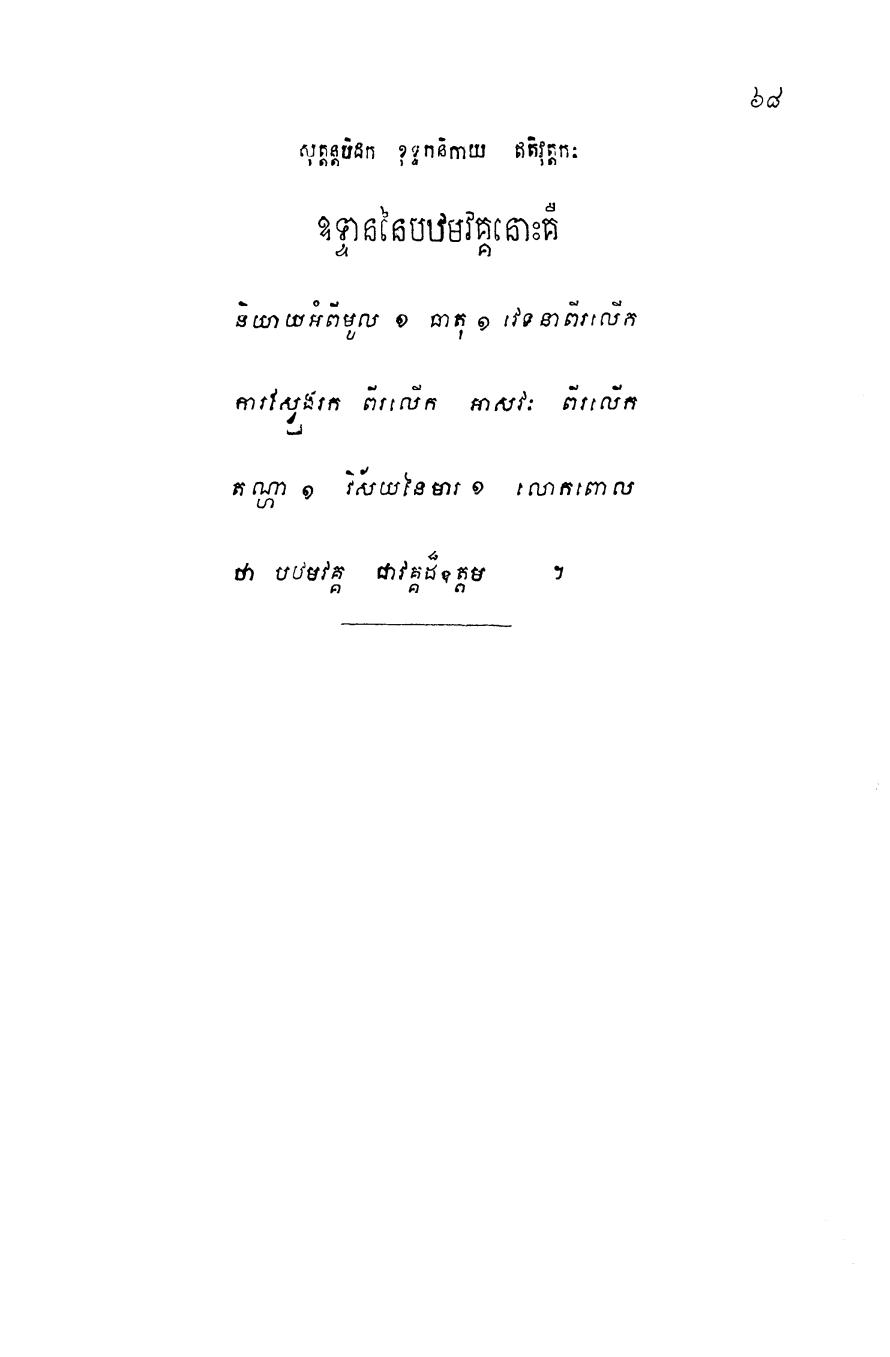 ៦៨
សុត្តន្តបិដក ខុទ្ទកនិកាយ ឥតិវុត្តកៈ
ឧទ្ទាននៃបឋមវគ្គនោះគឺ
និយាយអំពីមូល ១ ធាតុ ១ វេទនាពីរលើក
ការស្វែងរក ពីរលើក អាសវៈ ពីរលើក
តណ្ហា ១ វិស័យនៃមារ ១ លោកពោល
ថា បឋមវគ្គ ជាវគ្គដ៏ឧត្តម ។